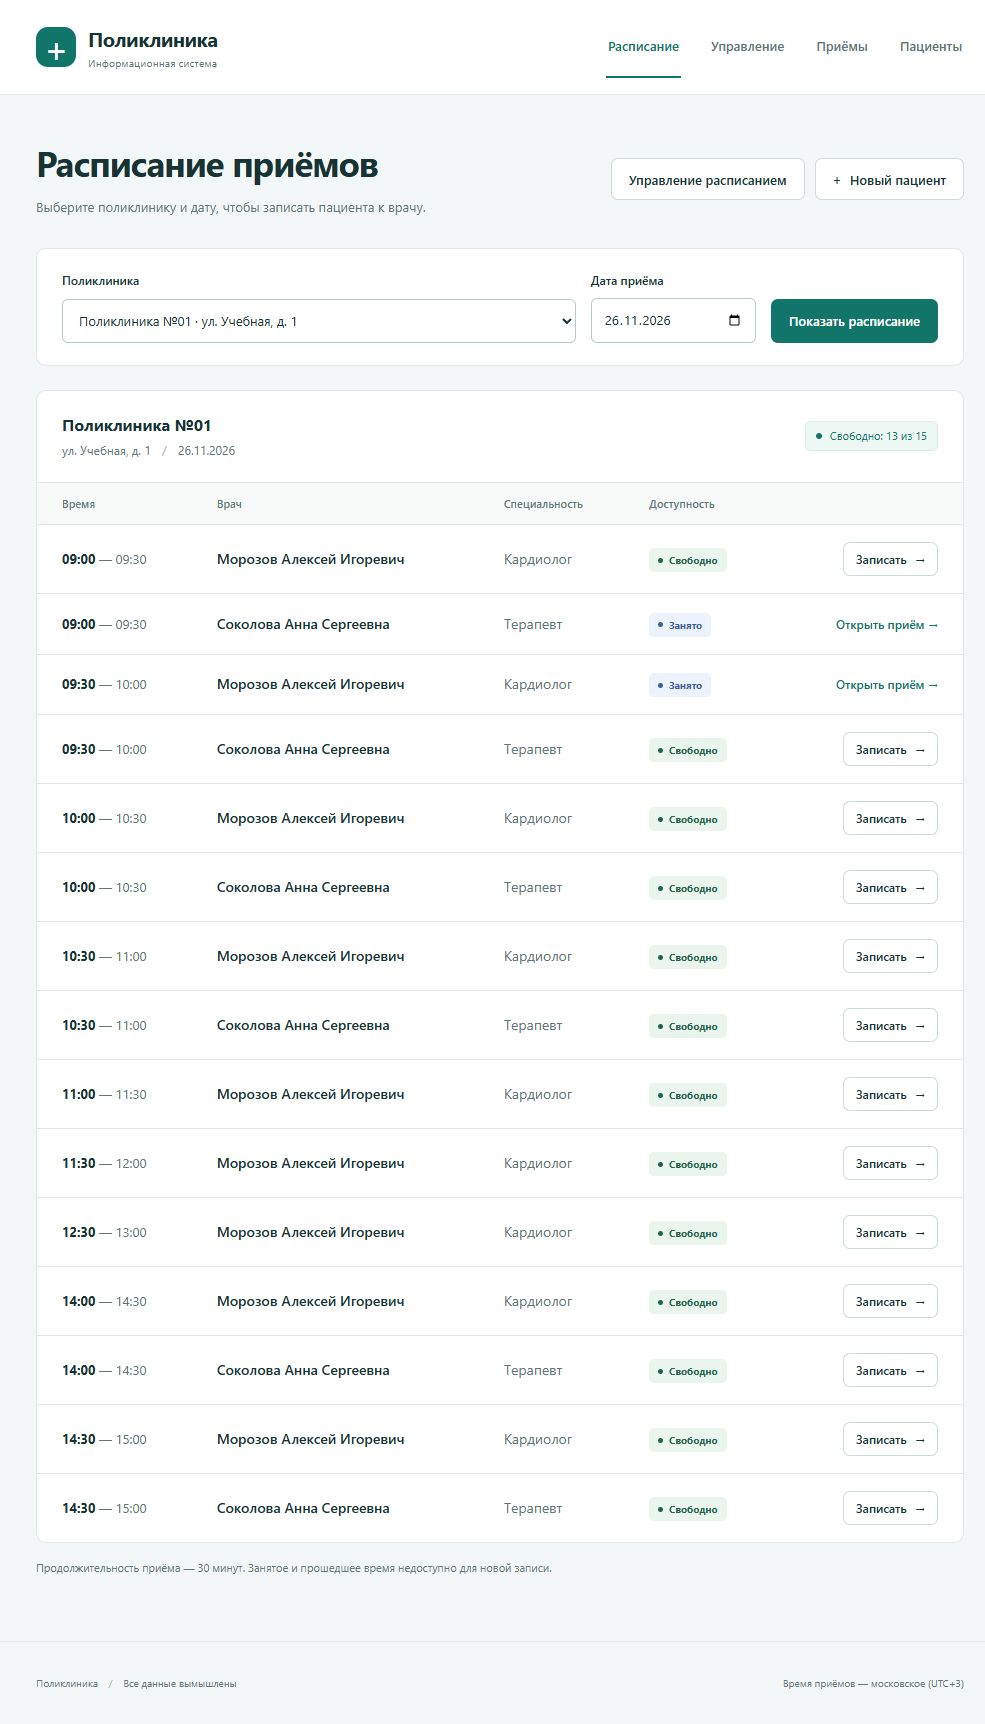 Поликлиника
Информационная система
Расписание Управление Приёмы Пациенты
Расписание приёмов
Выберите поликлинику и дату, чтобы записать пациента к врачу.
Управление расписанием
+ Новый пациент
Поликлиника
Поликлиника №01 · ул. Учебная, д. 1
Дата приёма
26.11.2026
Показать расписание
Поликлиника №01
ул. Учебная, д. 1 / 26.11.2026
Свободно: 13 из 15
Время Врач Специальность Доступность
09:00 — 09:30 Морозов Алексей Игоревич Кардиолог Свободно Записать →
09:00 — 09:30 Соколова Анна Сергеевна Терапевт Занято Открыть приём →
09:30 — 10:00 Морозов Алексей Игоревич Кардиолог Занято Открыть приём →
09:30 — 10:00 Соколова Анна Сергеевна Терапевт Свободно Записать →
10:00 — 10:30 Морозов Алексей Игоревич Кардиолог Свободно Записать →
10:00 — 10:30 Соколова Анна Сергеевна Терапевт Свободно Записать →
10:30 — 11:00 Морозов Алексей Игоревич Кардиолог Свободно Записать →
10:30 — 11:00 Соколова Анна Сергеевна Терапевт Свободно Записать →
11:00 — 11:30 Морозов Алексей Игоревич Кардиолог Свободно Записать →
11:30 — 12:00 Морозов Алексей Игоревич Кардиолог Свободно Записать →
12:30 — 13:00 Морозов Алексей Игоревич Кардиолог Свободно Записать →
14:00 — 14:30 Морозов Алексей Игоревич Кардиолог Свободно Записать →
14:00 — 14:30 Соколова Анна Сергеевна Терапевт Свободно Записать →
14:30 — 15:00 Морозов Алексей Игоревич Кардиолог Свободно Записать →
14:30 — 15:00 Соколова Анна Сергеевна Терапевт Свободно Записать →
Продолжительность приёма — 30 минут. Занятое и прошедшее время недоступно для новой записи.
Поликлиника / Все данные вымышлены
Время приёмов — московское (UTC+3)